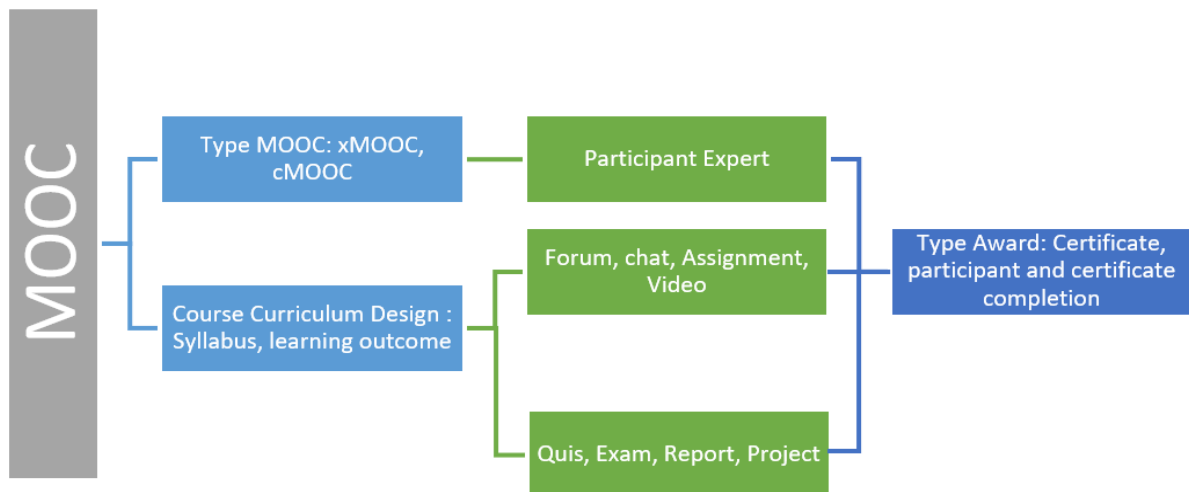 MOOC
Type MOOC: xMOOC,
cMOOC
Participant Expert
Course Curriculum Design :
Syllabus, learning outcome
Forum, chat, Assignment,
Video
Quis, Exam, Report, Project
Type Award: Certificate,
participant and certificate
completion